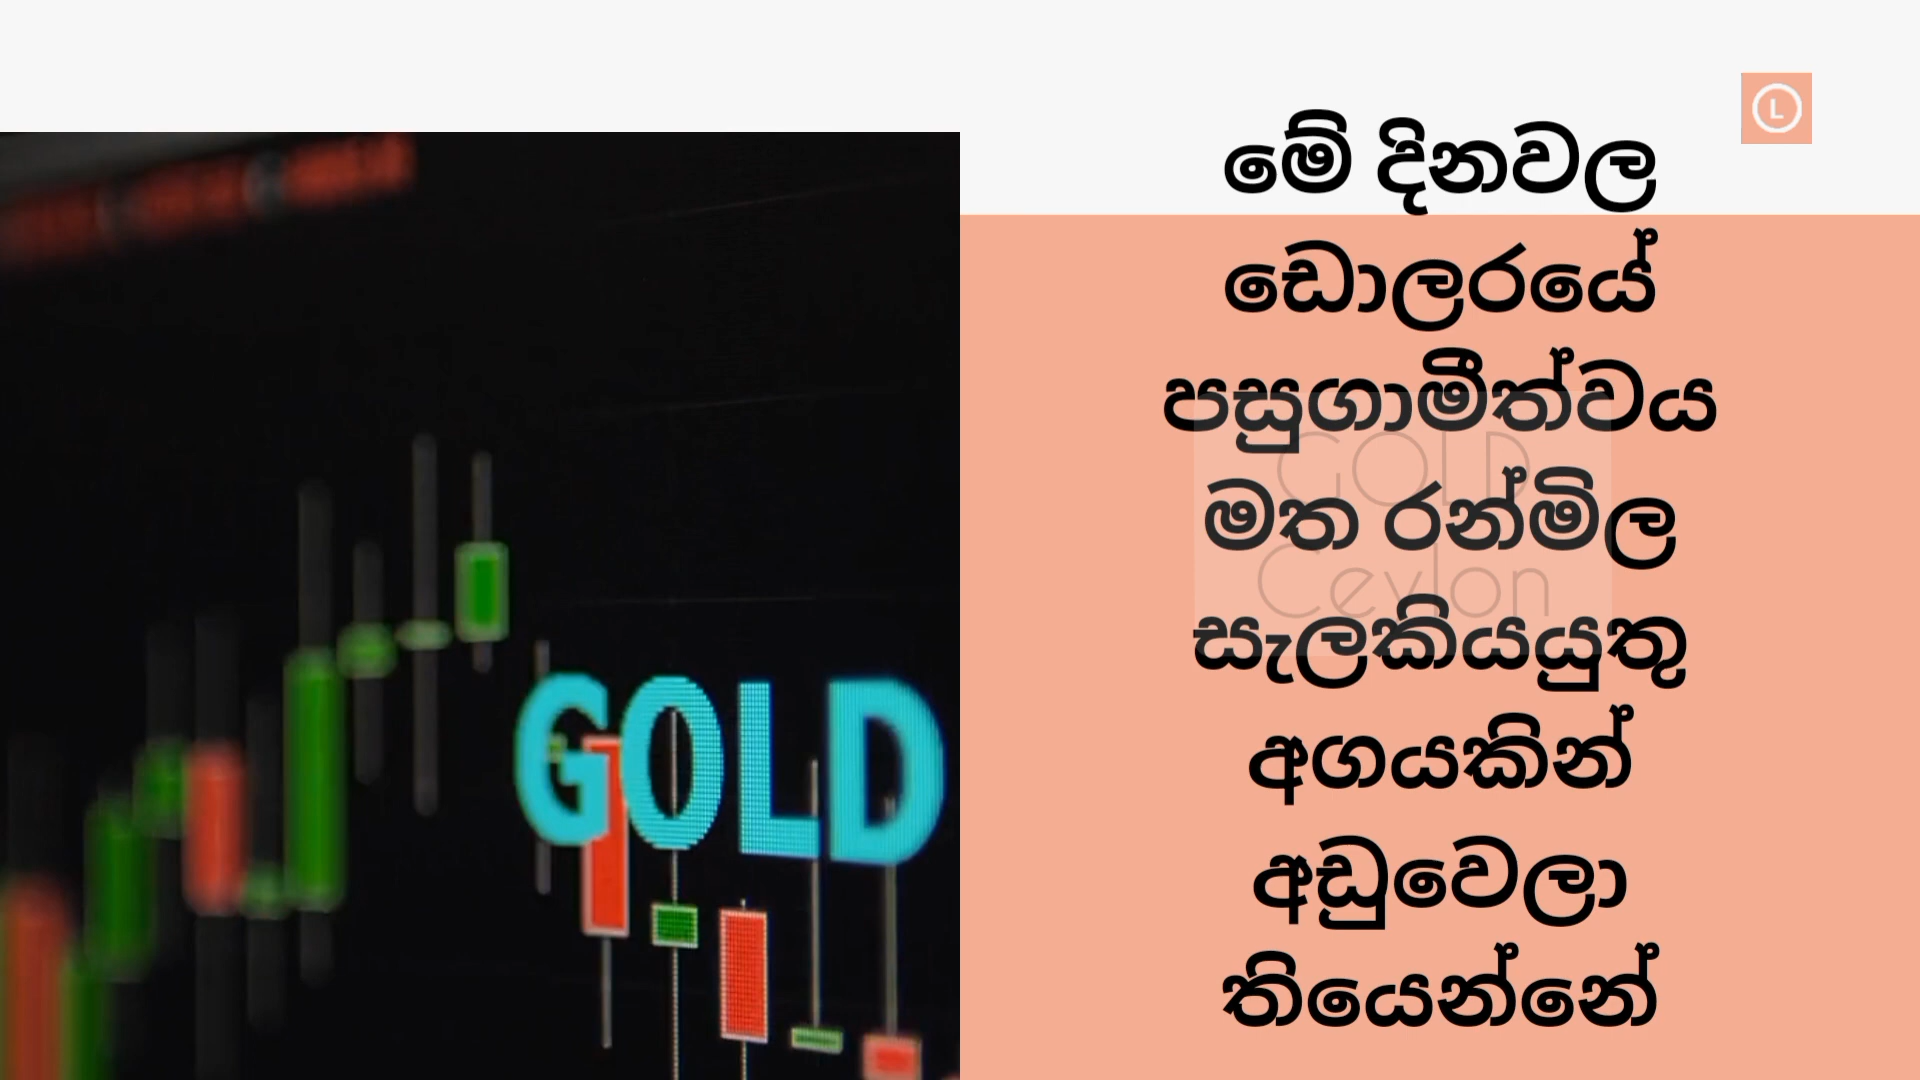 L
මේ දිනවල
ඩොලරයේ
පසුගාමීත්වය
මත රන්මිල
සැලකියයුතු
අගයකින්
අඩුවෙලා
තියෙන්නේ
GOLD
Ceylon
GOLD